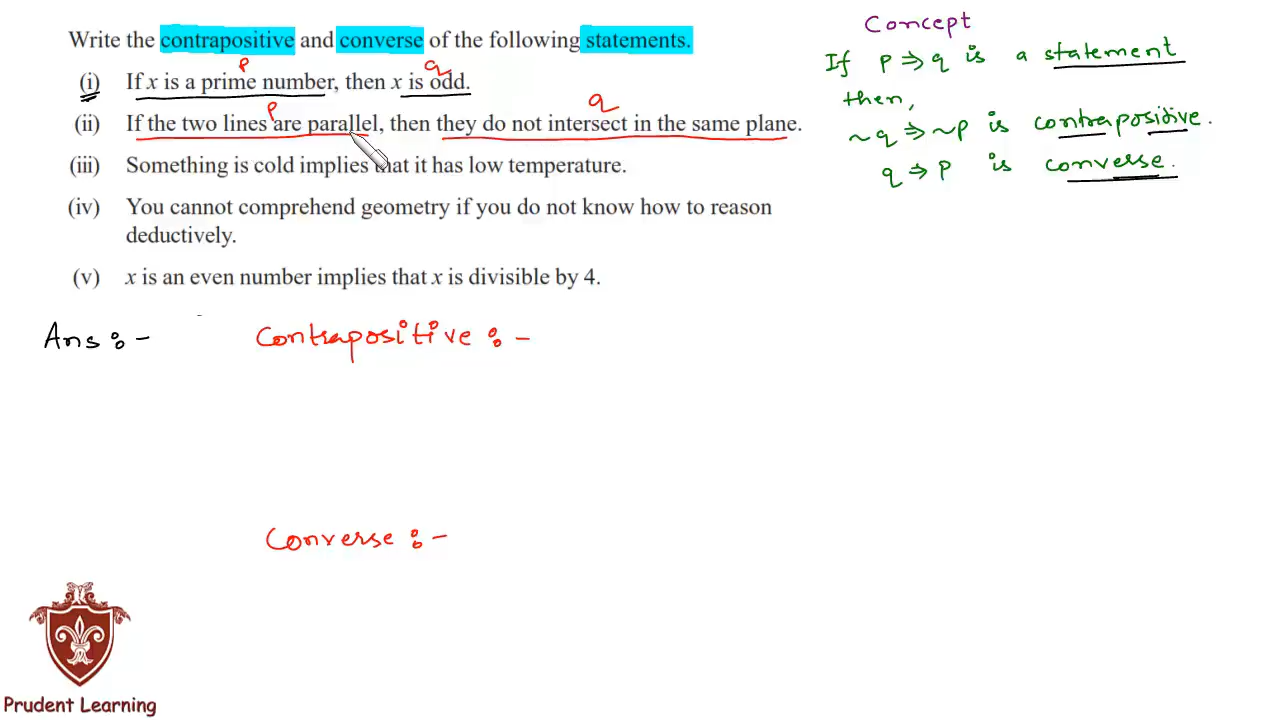 Concept
Write the contrapositive and converse of the following statements.
If p ⇒ q is a statement
p q
(i) If x is a prime number, then x is odd.
then,
p q
(ii) If the two lines are parallel, then they do not intersect in the same plane.
~q ⇒ ~p is contrapositive.
(iii) Something is cold implies that it has low temperature.
q ⇒ p is converse.
(iv) You cannot comprehend geometry if you do not know how to reason
deductively.
(v) x is an even number implies that x is divisible by 4.
Ans :- Contrapositive :-
Converse :-
Prudent Learning